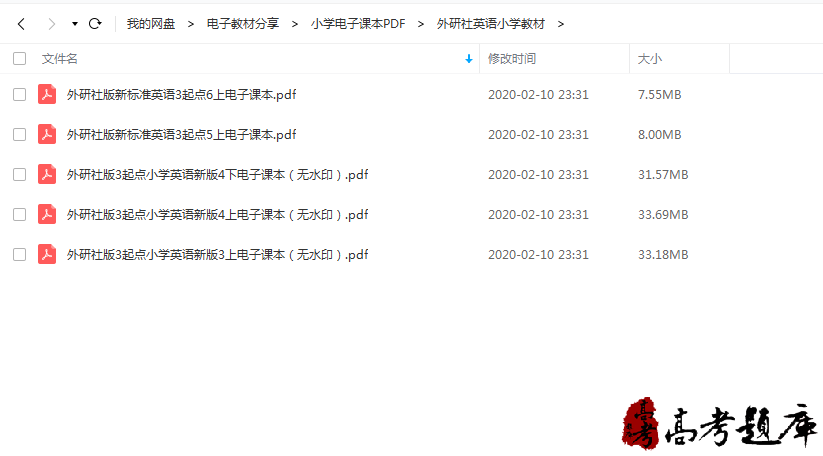 我的网盘 > 电子教材分享 > 小学电子课本PDF > 外研社英语小学教材 >
文件名 修改时间 大小
外研社版新标准英语3起点6上电子课本.pdf 2020-02-10 23:31 7.55MB
外研社版新标准英语3起点5上电子课本.pdf 2020-02-10 23:31 8.00MB
外研社版3起点小学英语新版4下电子课本（无水印）.pdf 2020-02-10 23:31 31.57MB
外研社版3起点小学英语新版4上电子课本（无水印）.pdf 2020-02-10 23:31 33.69MB
外研社版3起点小学英语新版3上电子课本（无水印）.pdf 2020-02-10 23:31 33.18MB
高考 高考题库